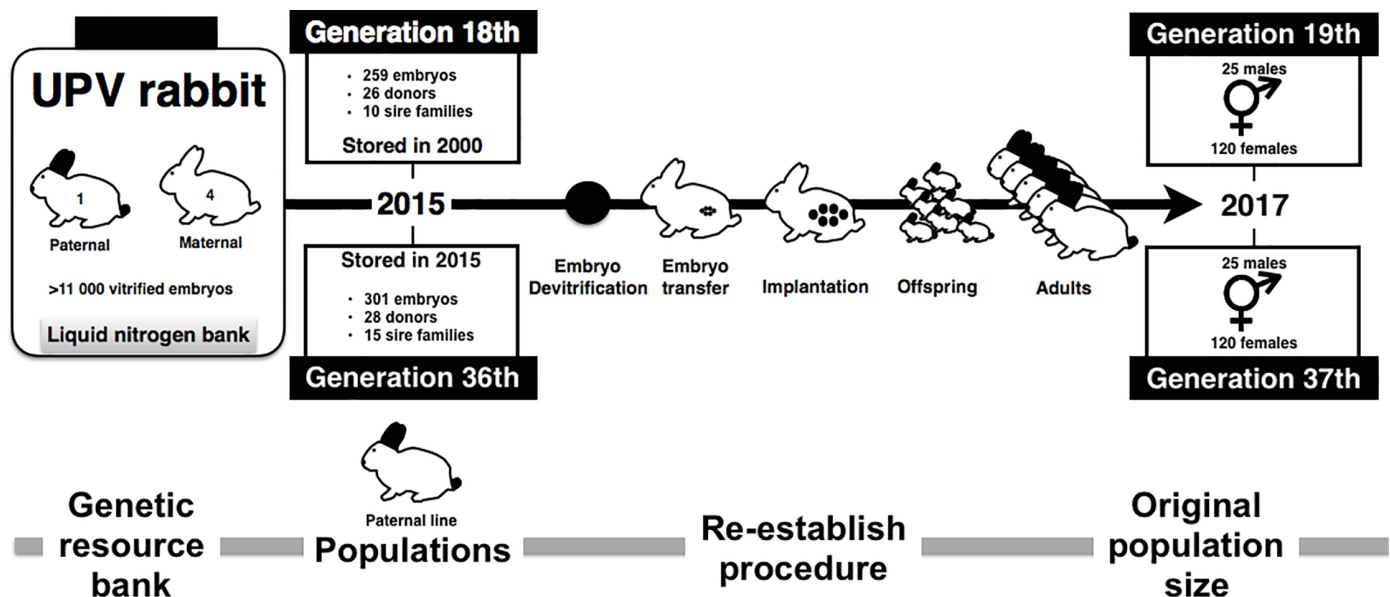 UPV rabbit
1
4
Paternal
Maternal
>11 000 vitrified embryos
Liquid nitrogen bank
Generation 18th
• 259 embryos
• 26 donors
• 10 sire families
Stored in 2000
2015
Stored in 2015
• 301 embryos
• 28 donors
• 15 sire families
Generation 36th
Embryo
Devitrification
Embryo
transfer
Implantation
Offspring
Adults
Generation 19th
25 males
120 females
2017
25 males
120 females
Generation 37th
Paternal line
Genetic
resource
bank
Populations
Re-establish
procedure
Original
population
size